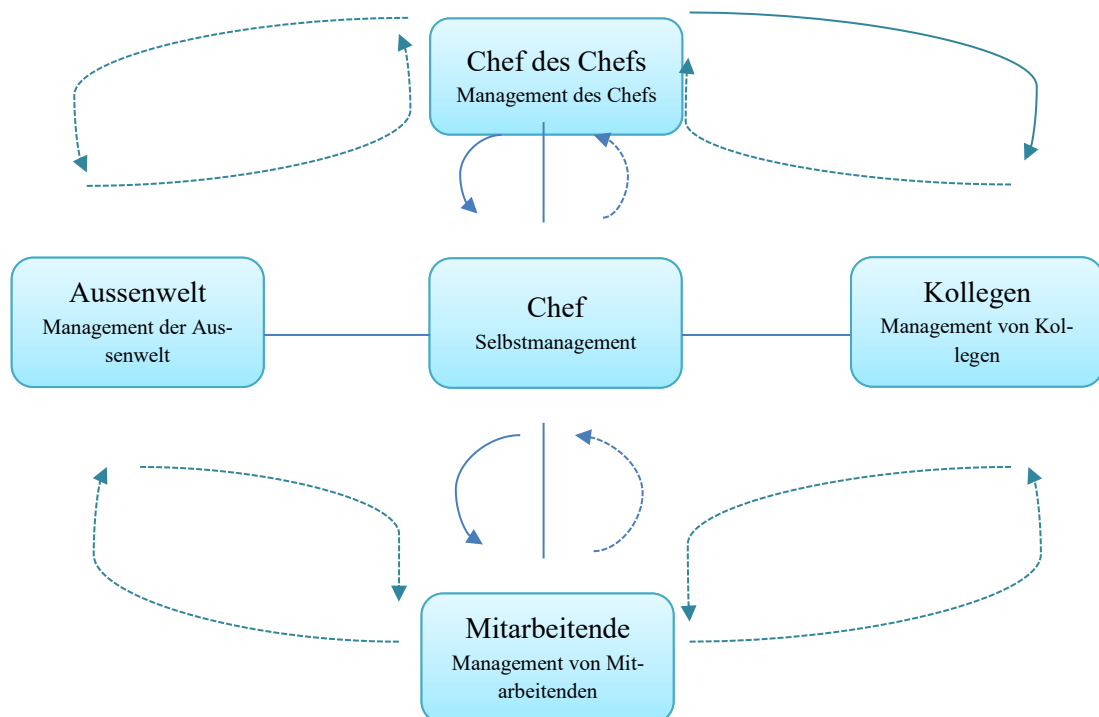 Chef des Chefs
Management des Chefs
Aussenwelt
Management der Aus-
senwelt
Chef
Selbstmanagement
Kollegen
Management von Kol-
legen
Mitarbeitende
Management von Mit-
arbeitenden